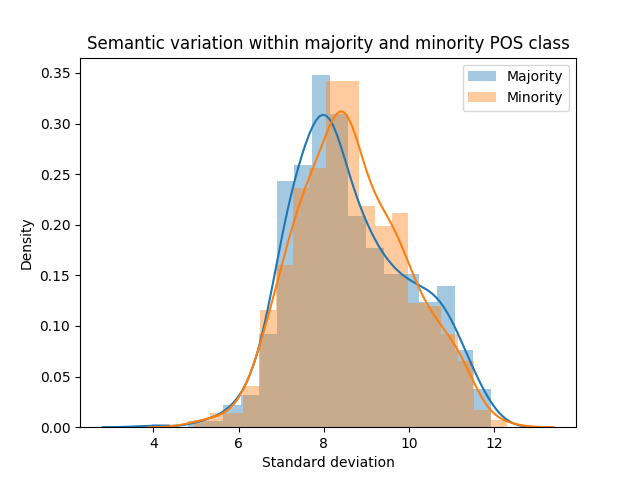 Semantic variation within majority and minority POS class
Majority
Minority
0.35
0.30
0.25
0.20
0.15
0.10
0.05
0.00
Density
4 6 8 10 12
Standard deviation